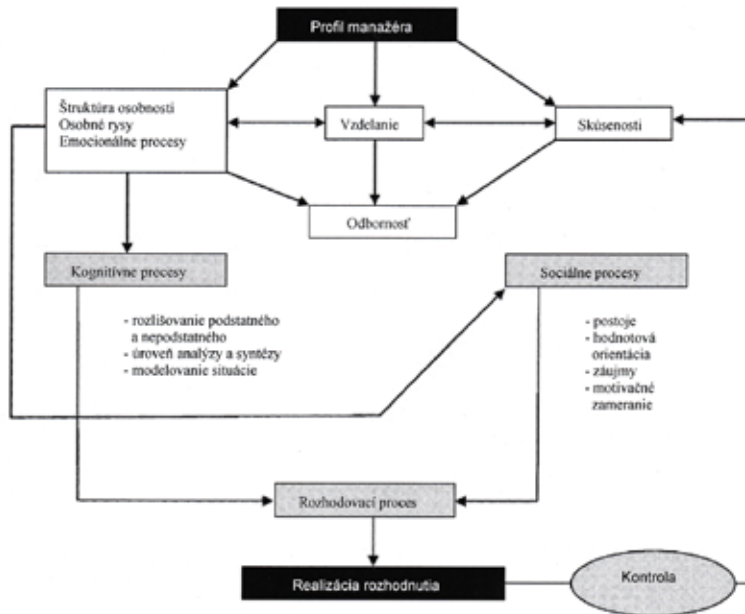 Profil manažéra
Štruktúra osobnosti
Osobné rysy
Emocionálne procesy
Vzdelanie
Skúsenosti
Odbornosť
Kognitívne procesy
Sociálne procesy
- rozlišovanie podstatného
a nepodstatného
- úroveň analýzy a syntézy
- modelovanie situácie
- postoje
- hodnotová
orientácia
- záujmy
- motivačné
zameranie
Rozhodovací proces
Realizácia rozhodnutia
Kontrola